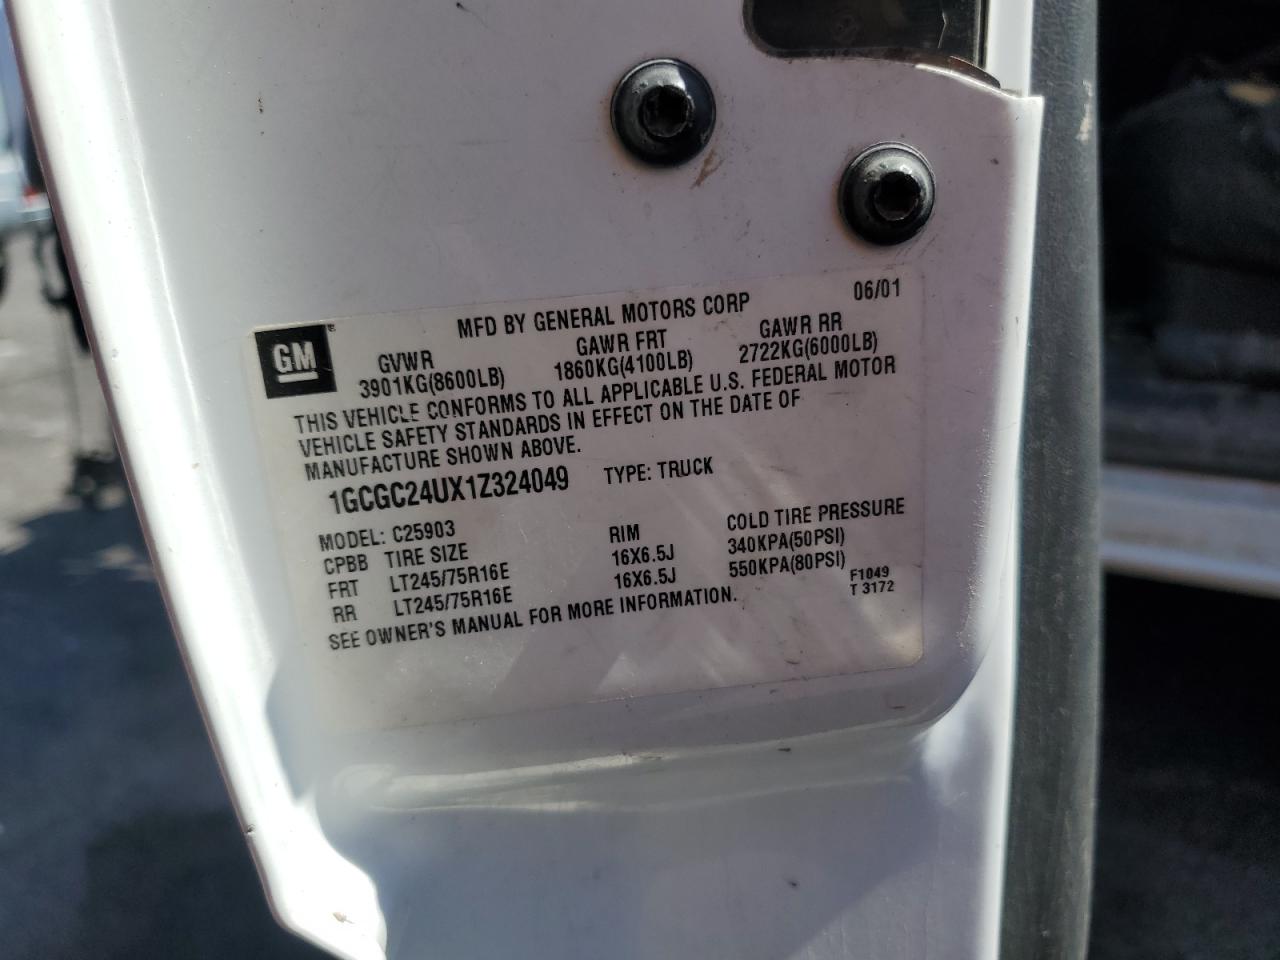 06/01
MFD BY GENERAL MOTORS CORP
GM
GVWR GAWR FRT GAWR RR
3901KG(8600LB) 1860KG(4100LB) 2722KG(6000LB)
THIS VEHICLE CONFORMS TO ALL APPLICABLE U.S. FEDERAL MOTOR
VEHICLE SAFETY STANDARDS IN EFFECT ON THE DATE OF
MANUFACTURE SHOWN ABOVE.
1GCGC24UX1Z324049 TYPE: TRUCK
MODEL: C25903
CPBB TIRE SIZE RIM COLD TIRE PRESSURE
FRT LT245/75R16E 16X6.5J 340KPA(50PSI)
RR LT245/75R16E 16X6.5J 550KPA(80PSI)
F1049
T 3172
SEE OWNER'S MANUAL FOR MORE INFORMATION.